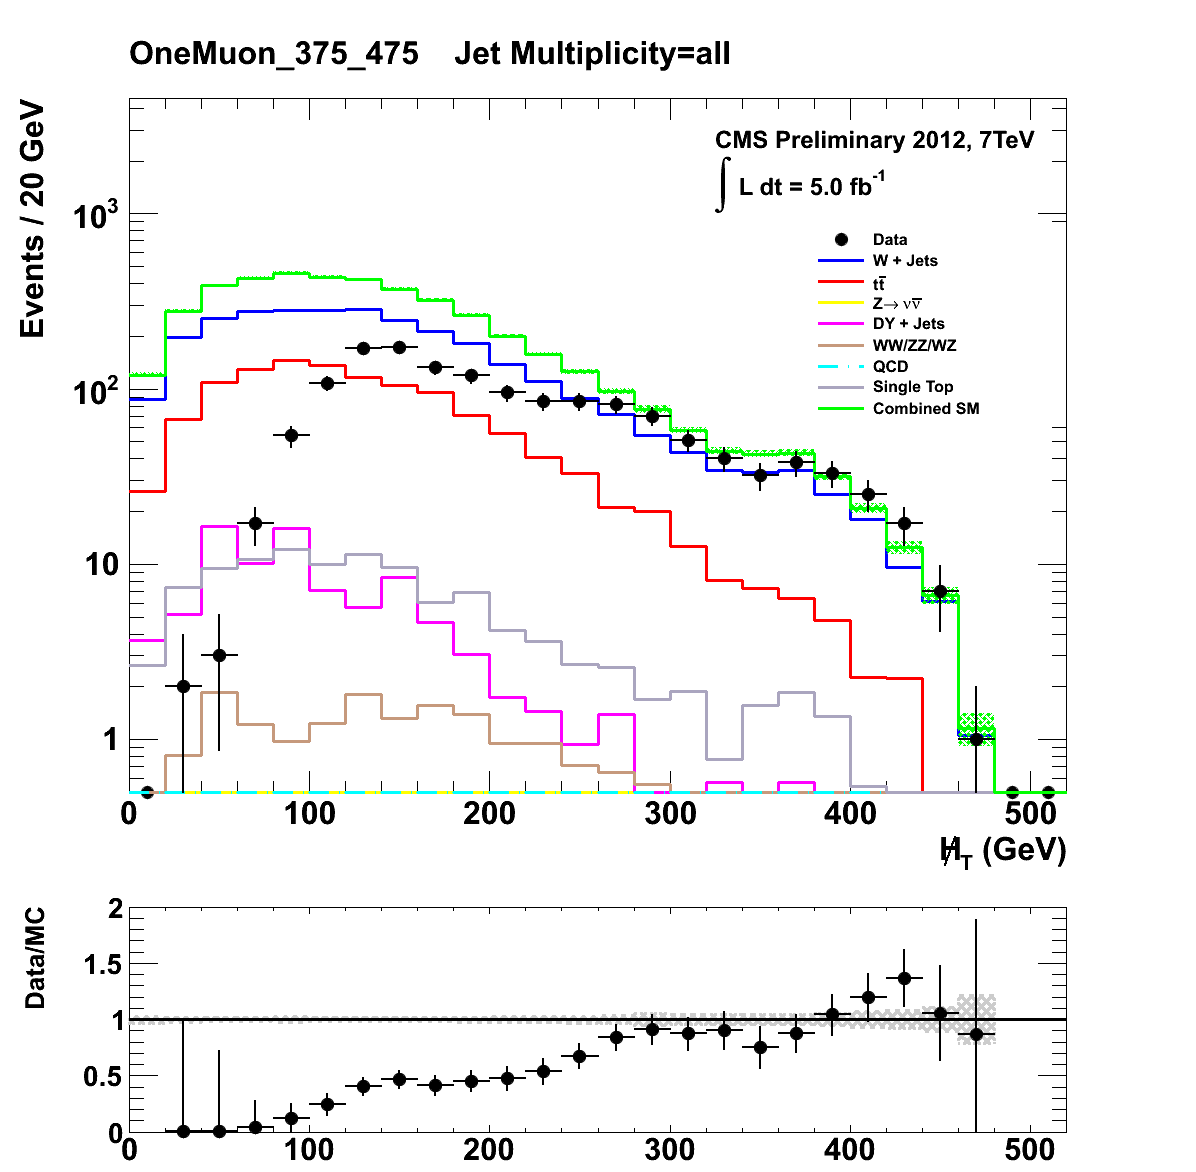 OneMuon_375_475 Jet Multiplicity=all
Events / 20 GeV
CMS Preliminary 2012, 7TeV
∫ L dt = 5.0 fb⁻¹
Data
W + Jets
tt̅
Z→ νν̅
DY + Jets
WW/ZZ/WZ
QCD
Single Top
Combined SM
10³
10²
10
1
0 100 200 300 400 500
H̸_T (GeV)
Data/MC
2
1.5
1
0.5
0
0 100 200 300 400 500